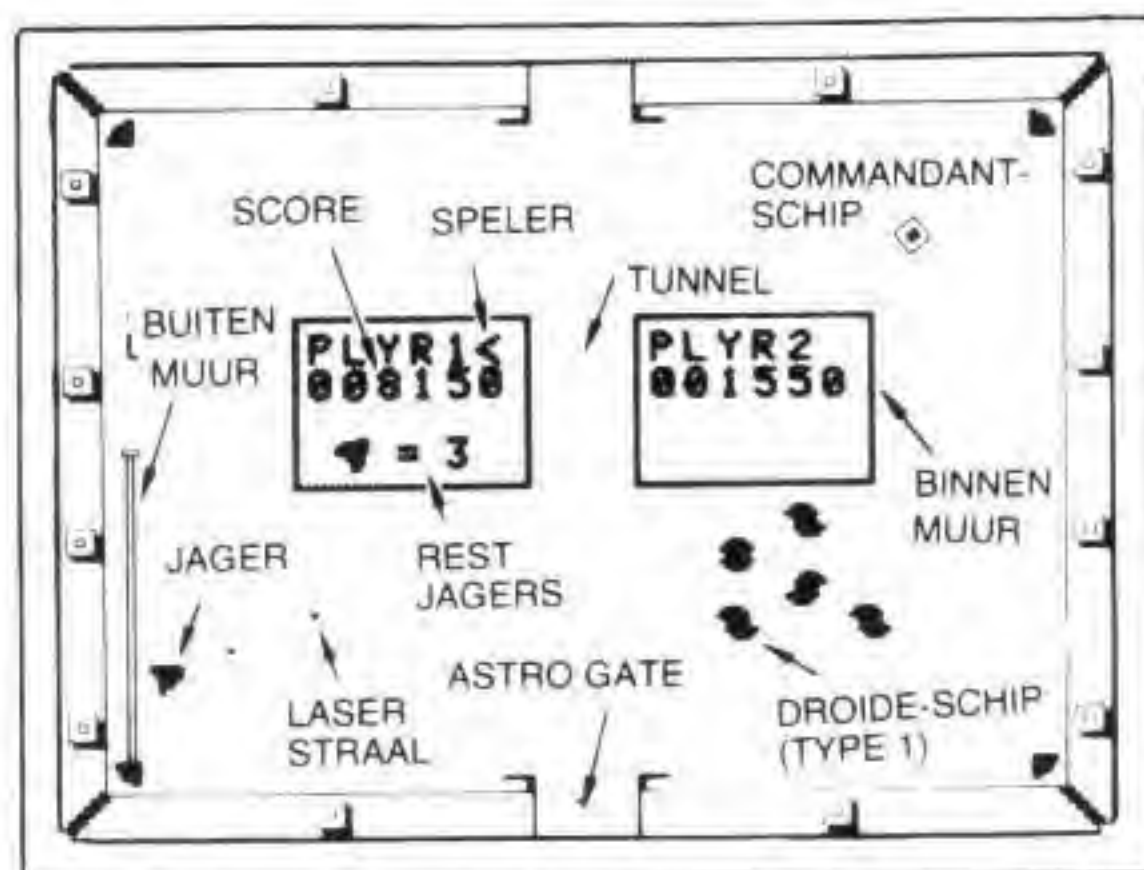 COMMANDANT-
SCHIP
SCORE
SPELER
TUNNEL
BUITEN
MUUR
PLYR1<
008150
= 3
PLYR2
001550
BINNEN
MUUR
JAGER
REST
JAGERS
ASTRO GATE
LASER
STRAAL
DROIDE-SCHIP
(TYPE 1)